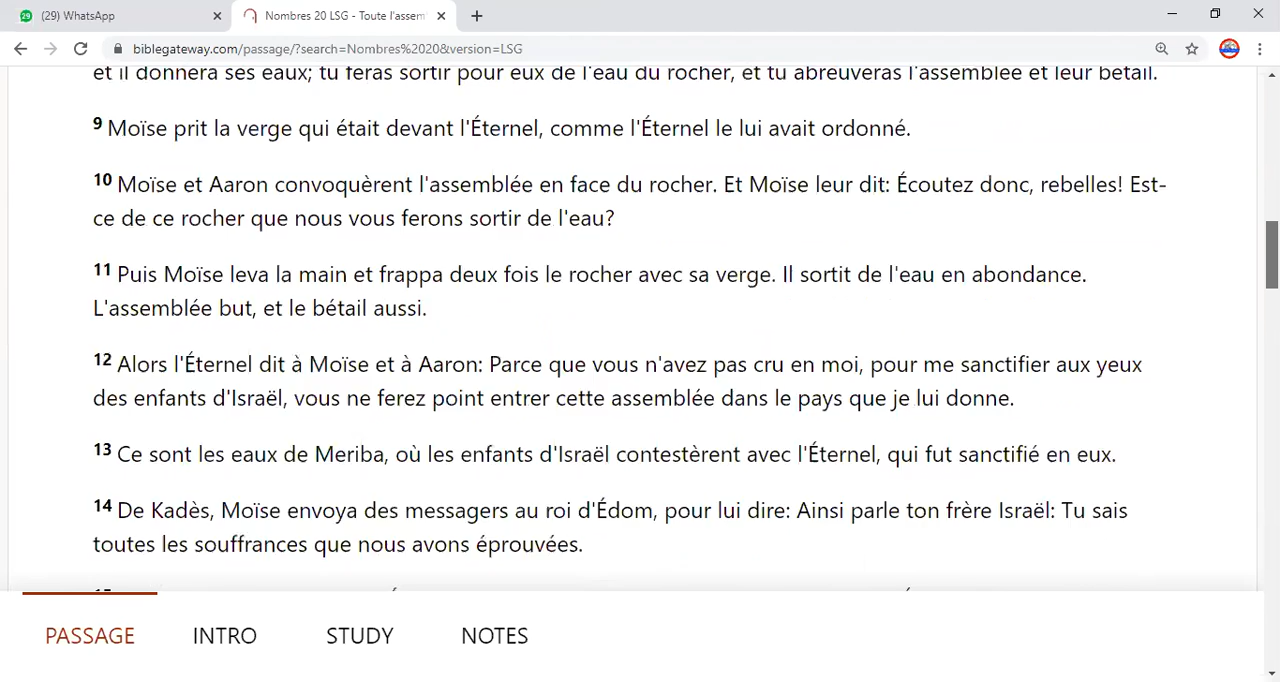 (29) WhatsApp
Nombres 20 LSG - Toute l'assem
biblegateway.com/passage/?search=Nombres%2020&version=LSG
et il donnera ses eaux; tu feras sortir pour eux de l'eau du rocher, et tu abreuveras l'assemblée et leur bétail.
9 Moïse prit la verge qui était devant l'Éternel, comme l'Éternel le lui avait ordonné.
10 Moïse et Aaron convoquèrent l'assemblée en face du rocher. Et Moïse leur dit: Écoutez donc, rebelles! Est-
ce de ce rocher que nous vous ferons sortir de l'eau?
11 Puis Moïse leva la main et frappa deux fois le rocher avec sa verge. Il sortit de l'eau en abondance.
L'assemblée but, et le bétail aussi.
12 Alors l'Éternel dit à Moïse et à Aaron: Parce que vous n'avez pas cru en moi, pour me sanctifier aux yeux
des enfants d'Israël, vous ne ferez point entrer cette assemblée dans le pays que je lui donne.
13 Ce sont les eaux de Meriba, où les enfants d'Israël contestèrent avec l'Éternel, qui fut sanctifié en eux.
14 De Kadès, Moïse envoya des messagers au roi d'Édom, pour lui dire: Ainsi parle ton frère Israël: Tu sais
toutes les souffrances que nous avons éprouvées.
PASSAGE INTRO STUDY NOTES